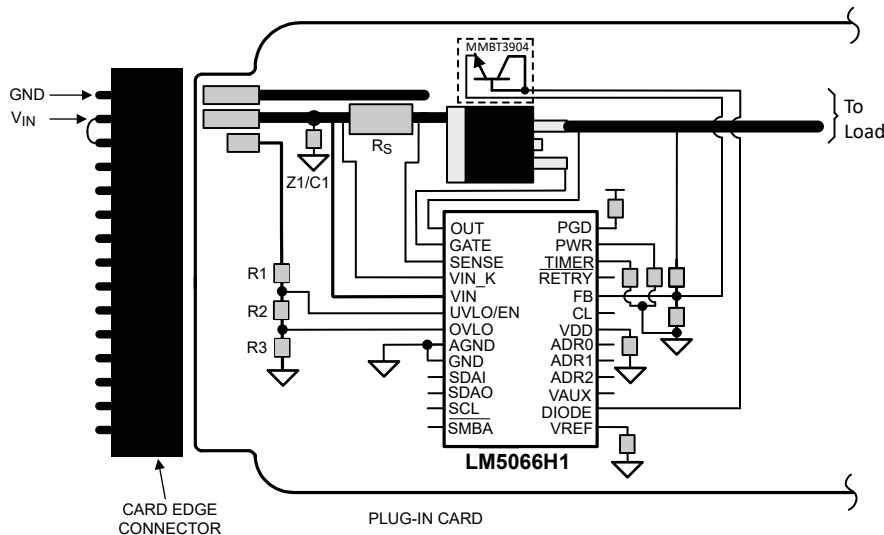 MMBT3904
GND
VIN
To
Load
RS
Z1/C1
OUT
GATE
SENSE
VIN_K
VIN
UVLO/EN
OVLO
AGND
GND
SDAI
SDAO
SCL
SMBA
PGD
PWR
TIMER
RETRY
FB
CL
VDD
ADR0
ADR1
ADR2
VAUX
DIODE
VREF
R1
R2
R3
LM5066H1
CARD EDGE
CONNECTOR
PLUG-IN CARD